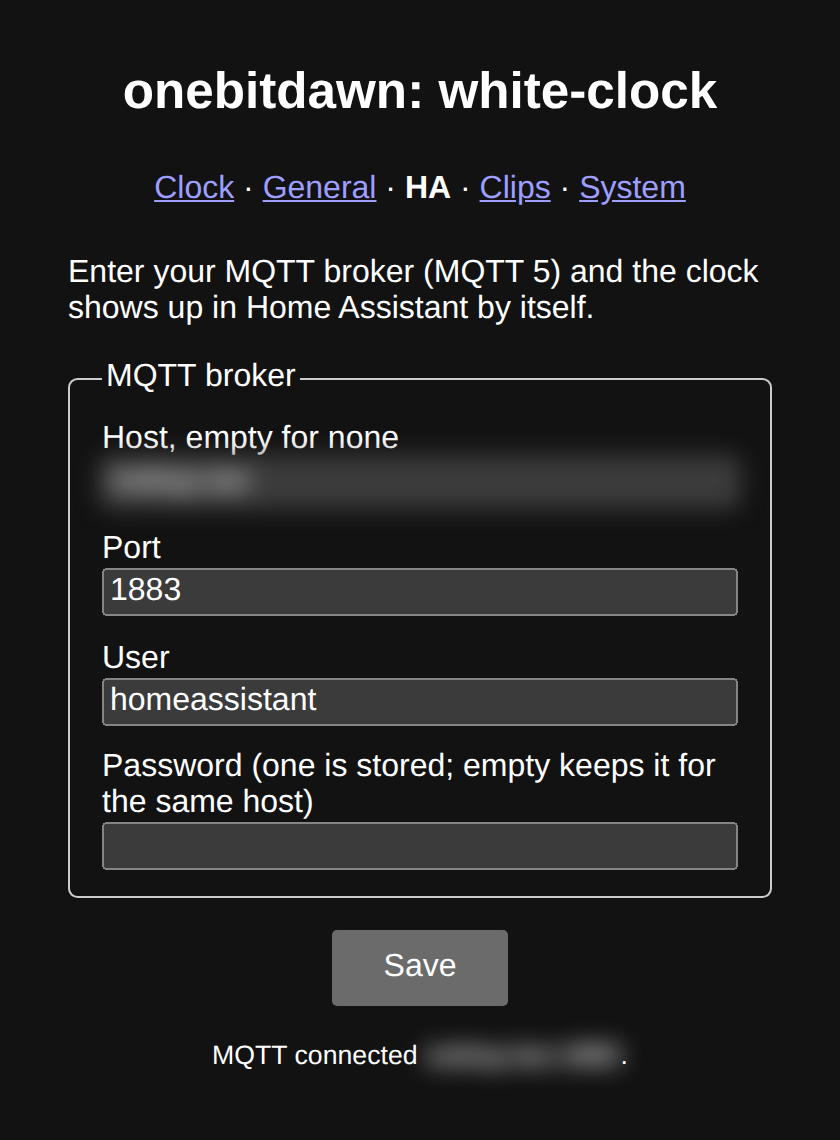 onebitdawn: white-clock
Clock · General · HA · Clips · System
Enter your MQTT broker (MQTT 5) and the clock
shows up in Home Assistant by itself.
MQTT broker
Host, empty for none
Port
1883
User
homeassistant
Password (one is stored; empty keeps it for
the same host)
Save
MQTT connected .